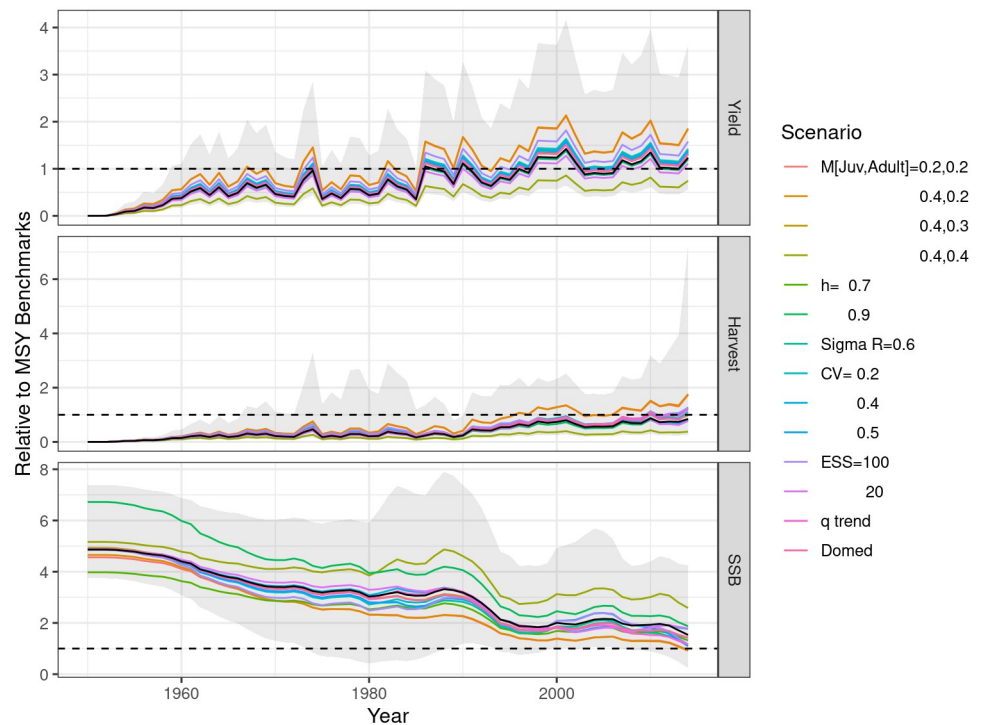 4
3
2
1
0
Yield
6
4
2
0
Harvest
8
6
4
2
0
SSB
Relative to MSY Benchmarks
1960
1980
2000
Year
Scenario
M[Juv,Adult]=0.2,0.2
0.4,0.2
0.4,0.3
0.4,0.4
h= 0.7
0.9
Sigma R=0.6
CV= 0.2
0.4
0.5
ESS=100
20
q trend
Domed